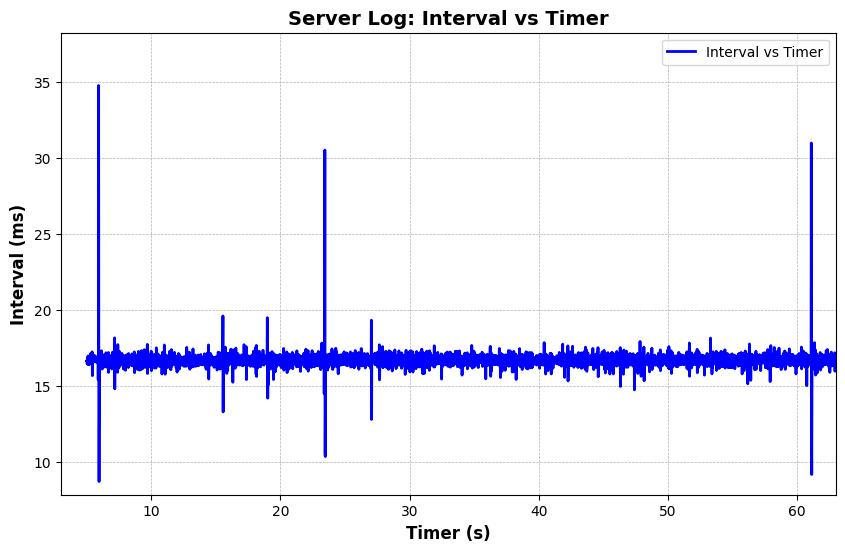 Server Log: Interval vs Timer
Interval vs Timer
35
30
25
20
15
10
Interval (ms)
10 20 30 40 50 60
Timer (s)